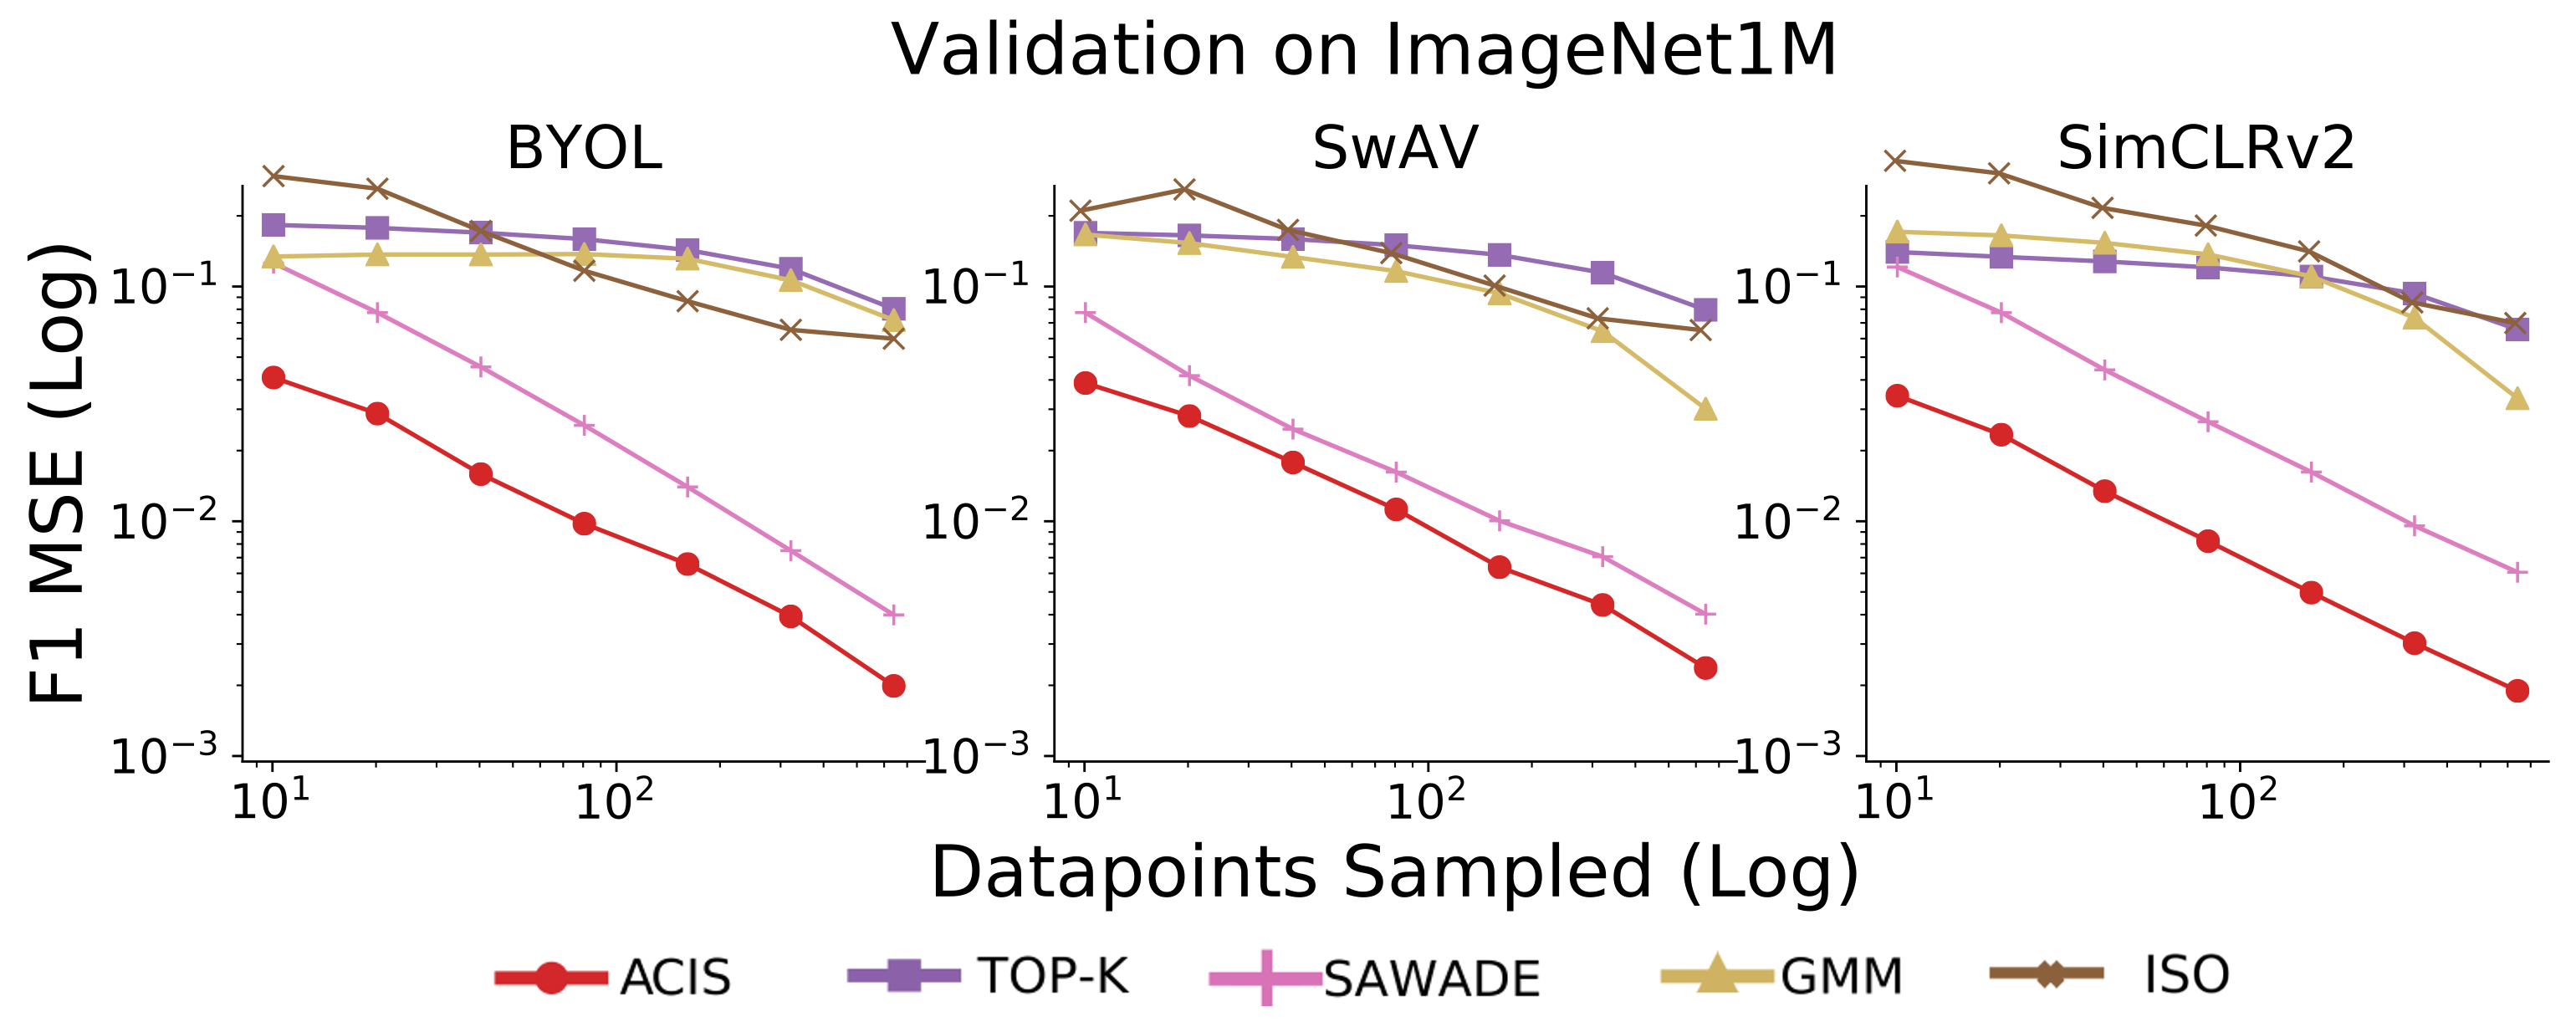 Validation on ImageNet1M
BYOL
SwAV
SimCLRv2
F1 MSE (Log)
10⁻¹
10⁻²
10⁻³
10¹
10²
10⁻¹
10⁻²
10⁻³
10¹
10²
10⁻¹
10⁻²
10⁻³
10¹
10²
Datapoints Sampled (Log)
ACIS
TOP-K
SAWADE
GMM
ISO